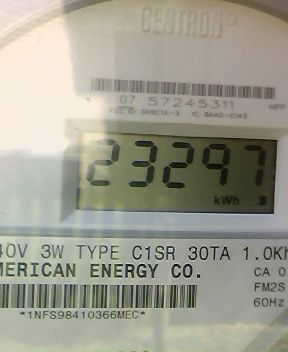 CENTRON®
07 57245311
23297
kWh
40V 3W TYPE C1SR 30TA 1.0Kh
MERICAN ENERGY CO.
CA 0
FM2S
60Hz
*1NFS98410366MEC*